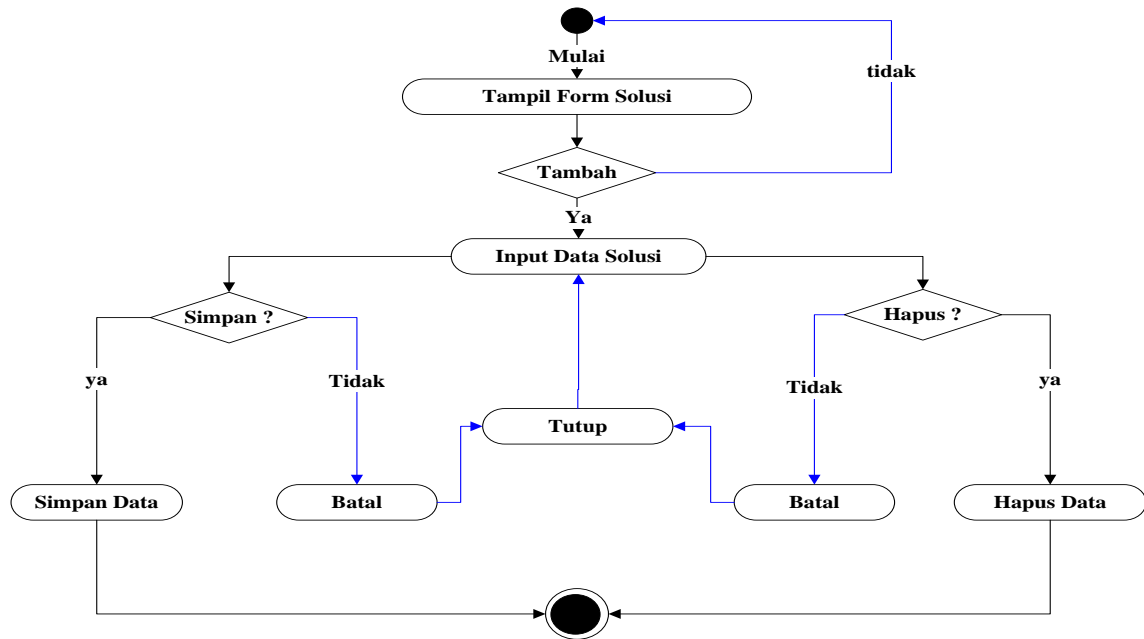 Mulai
tidak
Tampil Form Solusi
Tambah
Ya
Input Data Solusi
Simpan ?
Hapus ?
ya
Tidak
Tidak
ya
Tutup
Simpan Data
Batal
Batal
Hapus Data